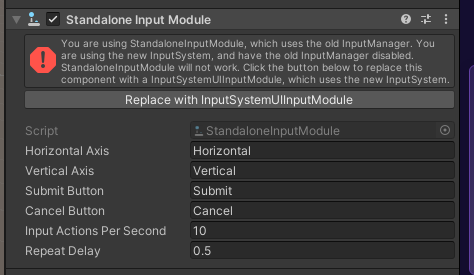 Standalone Input Module
You are using StandaloneInputModule, which uses the old InputManager. You
are using the new InputSystem, and have the old InputManager disabled.
StandaloneInputModule will not work. Click the button below to replace this
component with a InputSystemUIInputModule, which uses the new InputSystem.
Replace with InputSystemUIInputModule
Script StandaloneInputModule
Horizontal Axis Horizontal
Vertical Axis Vertical
Submit Button Submit
Cancel Button Cancel
Input Actions Per Second 10
Repeat Delay 0.5